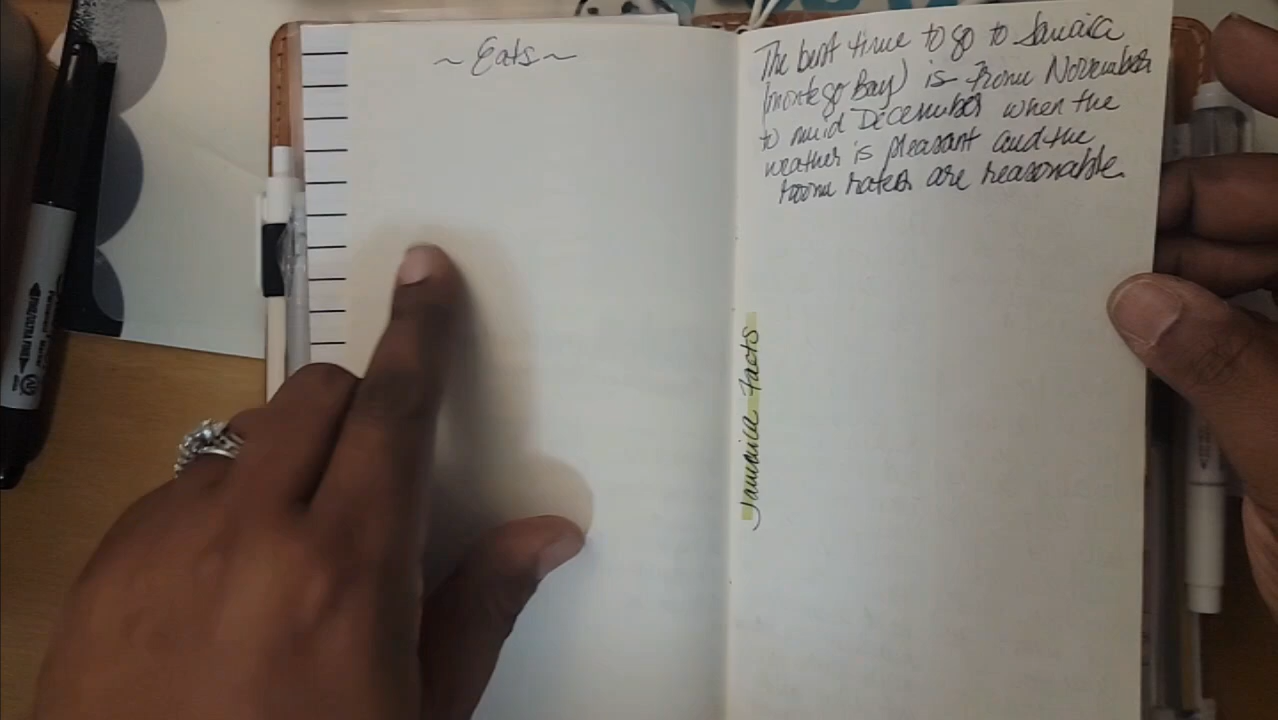 ~ Eats ~
The best time to go to Jamaica
(montego Bay) is from November
to mid December when the
weather is pleasant and the
room rates are reasonable.
Jamaica Facts